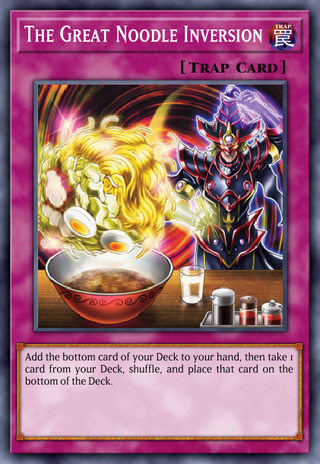 The Great Noodle Inversion
TRAP
罠
[ Trap Card ]
Add the bottom card of your Deck to your hand, then take 1
card from your Deck, shuffle, and place that card on the
bottom of the Deck.